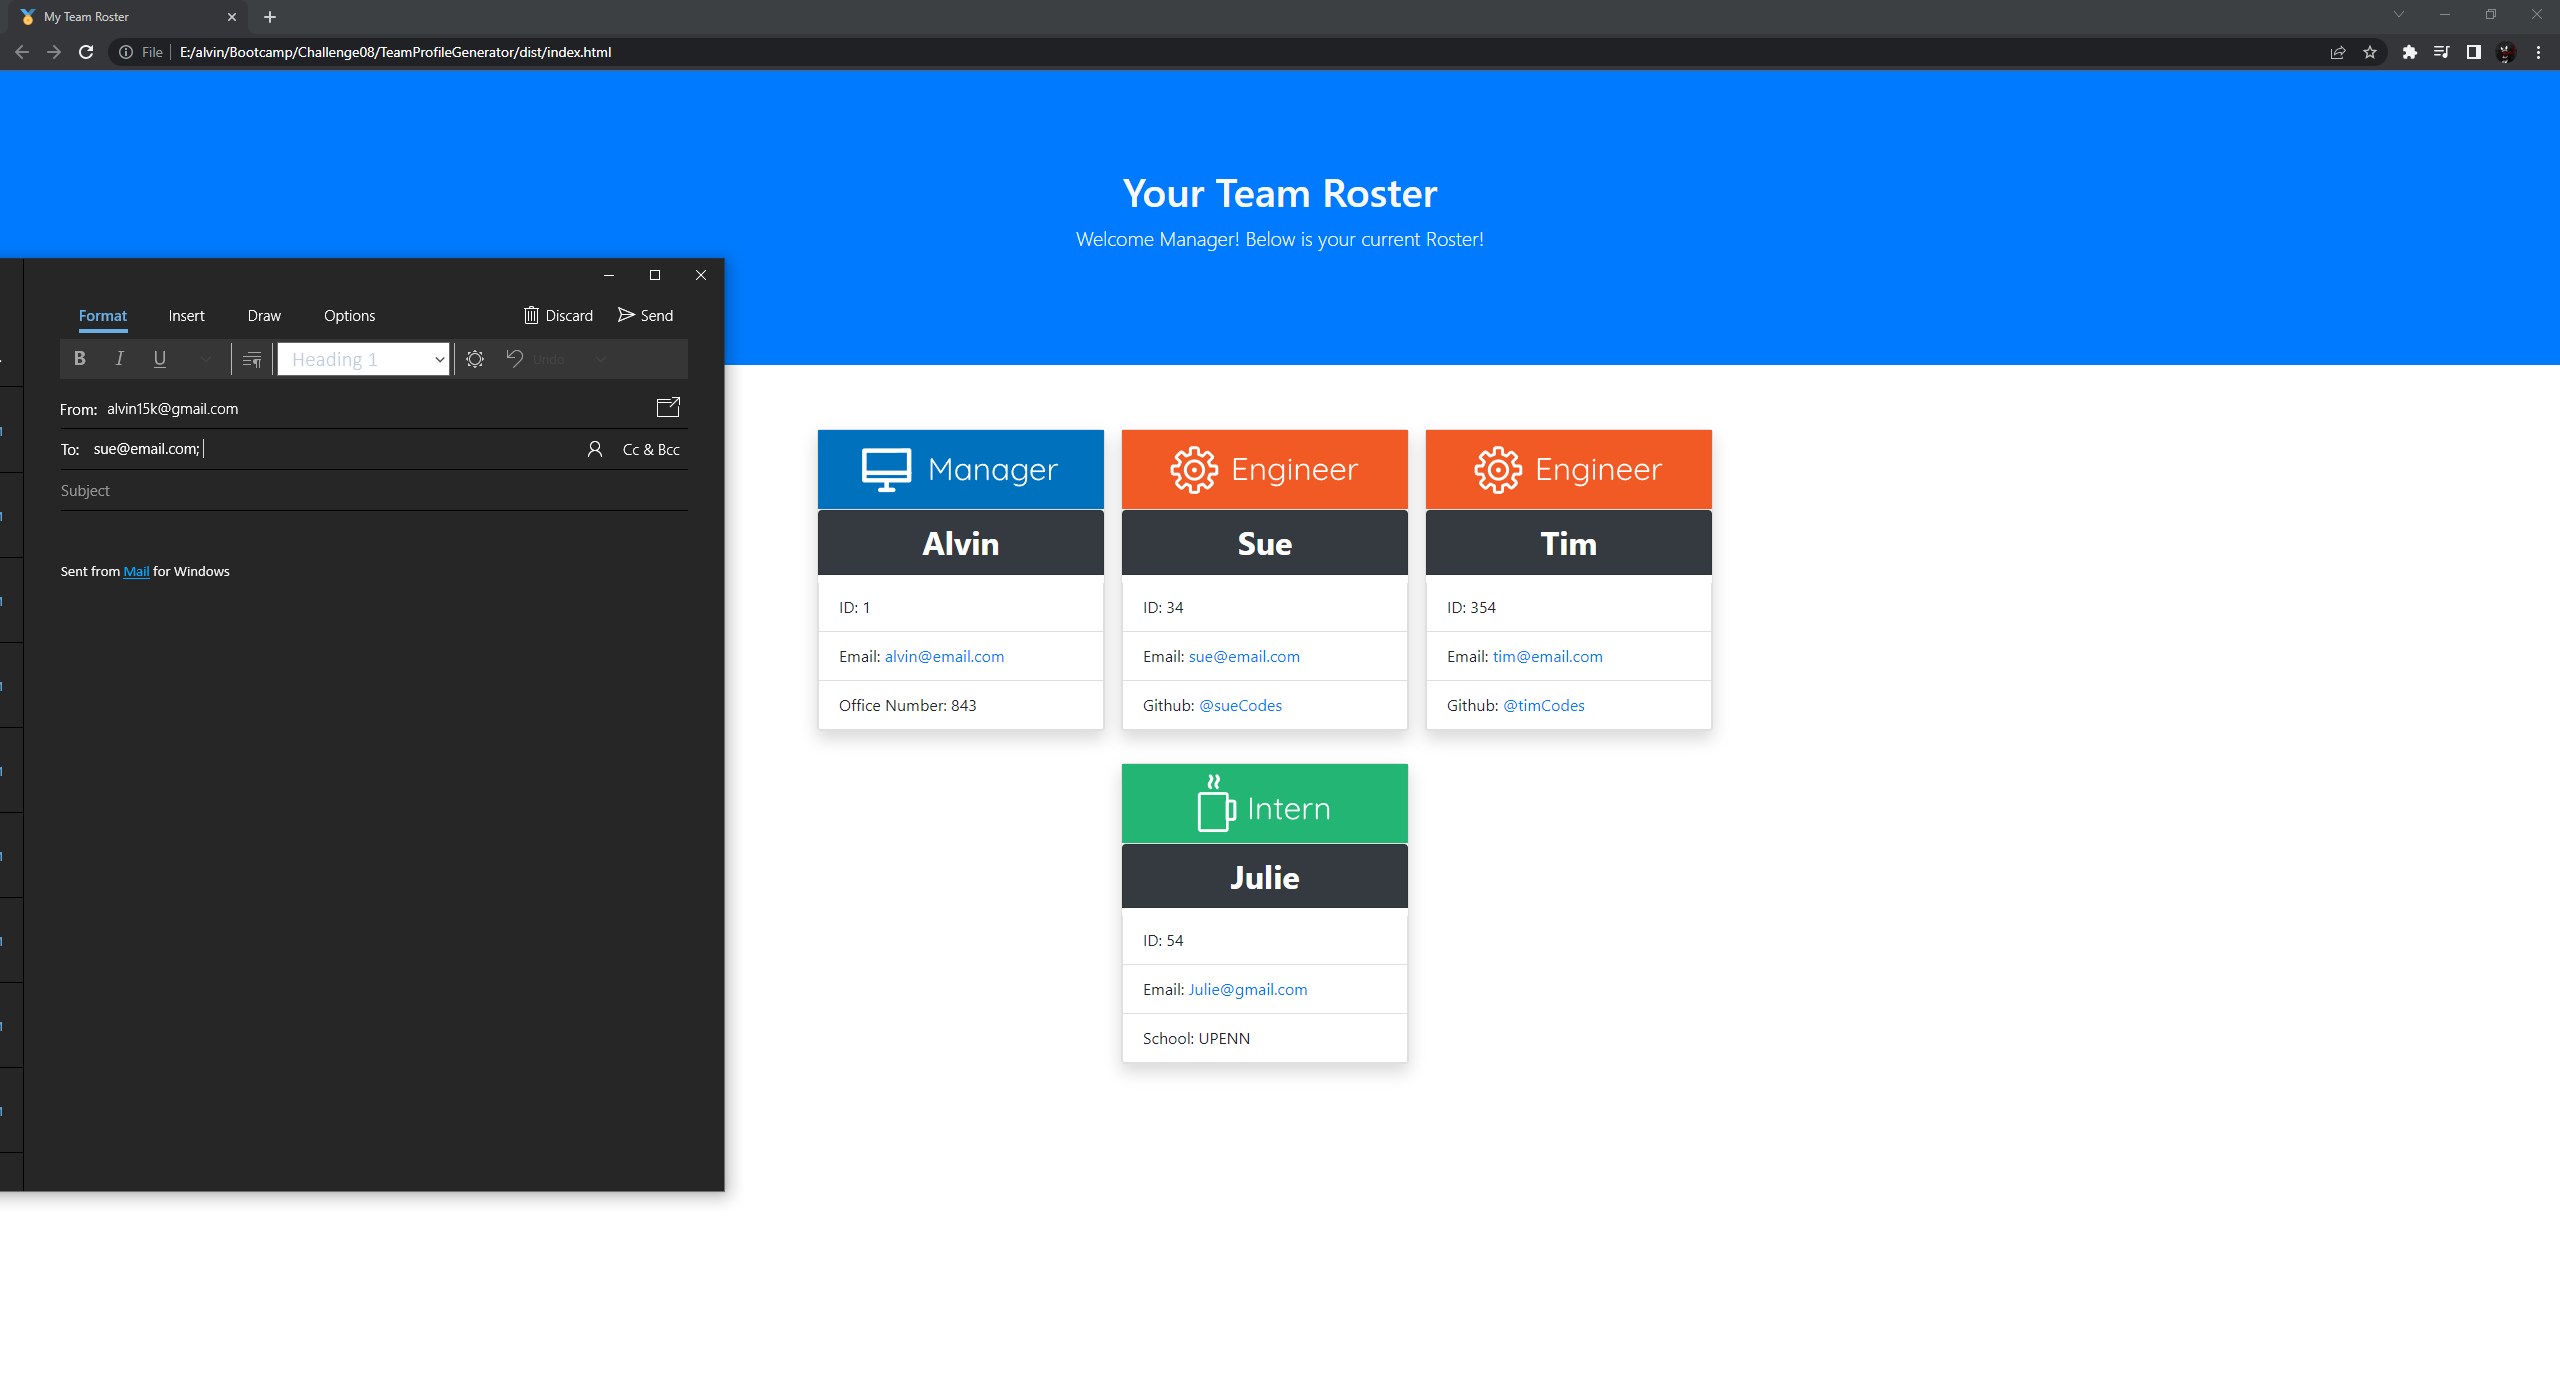 My Team Roster
File E:/alvin/Bootcamp/Challenge08/TeamProfileGenerator/dist/index.html
Your Team Roster
Welcome Manager! Below is your current Roster!
Format Insert Draw Options Discard Send
B I U Heading 1 Undo
From: alvin15k@gmail.com
To: sue@email.com; Cc & Bcc
Subject
Sent from Mail for Windows
Manager
Alvin
ID: 1
Email: alvin@email.com
Office Number: 843
Engineer
Sue
ID: 34
Email: sue@email.com
Github: @sueCodes
Engineer
Tim
ID: 354
Email: tim@email.com
Github: @timCodes
Intern
Julie
ID: 54
Email: Julie@gmail.com
School: UPENN